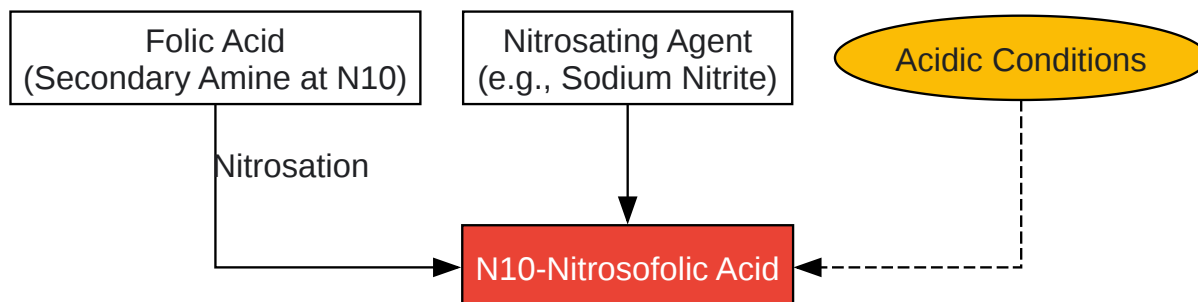 Folic Acid
(Secondary Amine at N10)
Nitrosating Agent
(e.g., Sodium Nitrite)
Acidic Conditions
Nitrosation
N10-Nitrosofolic Acid